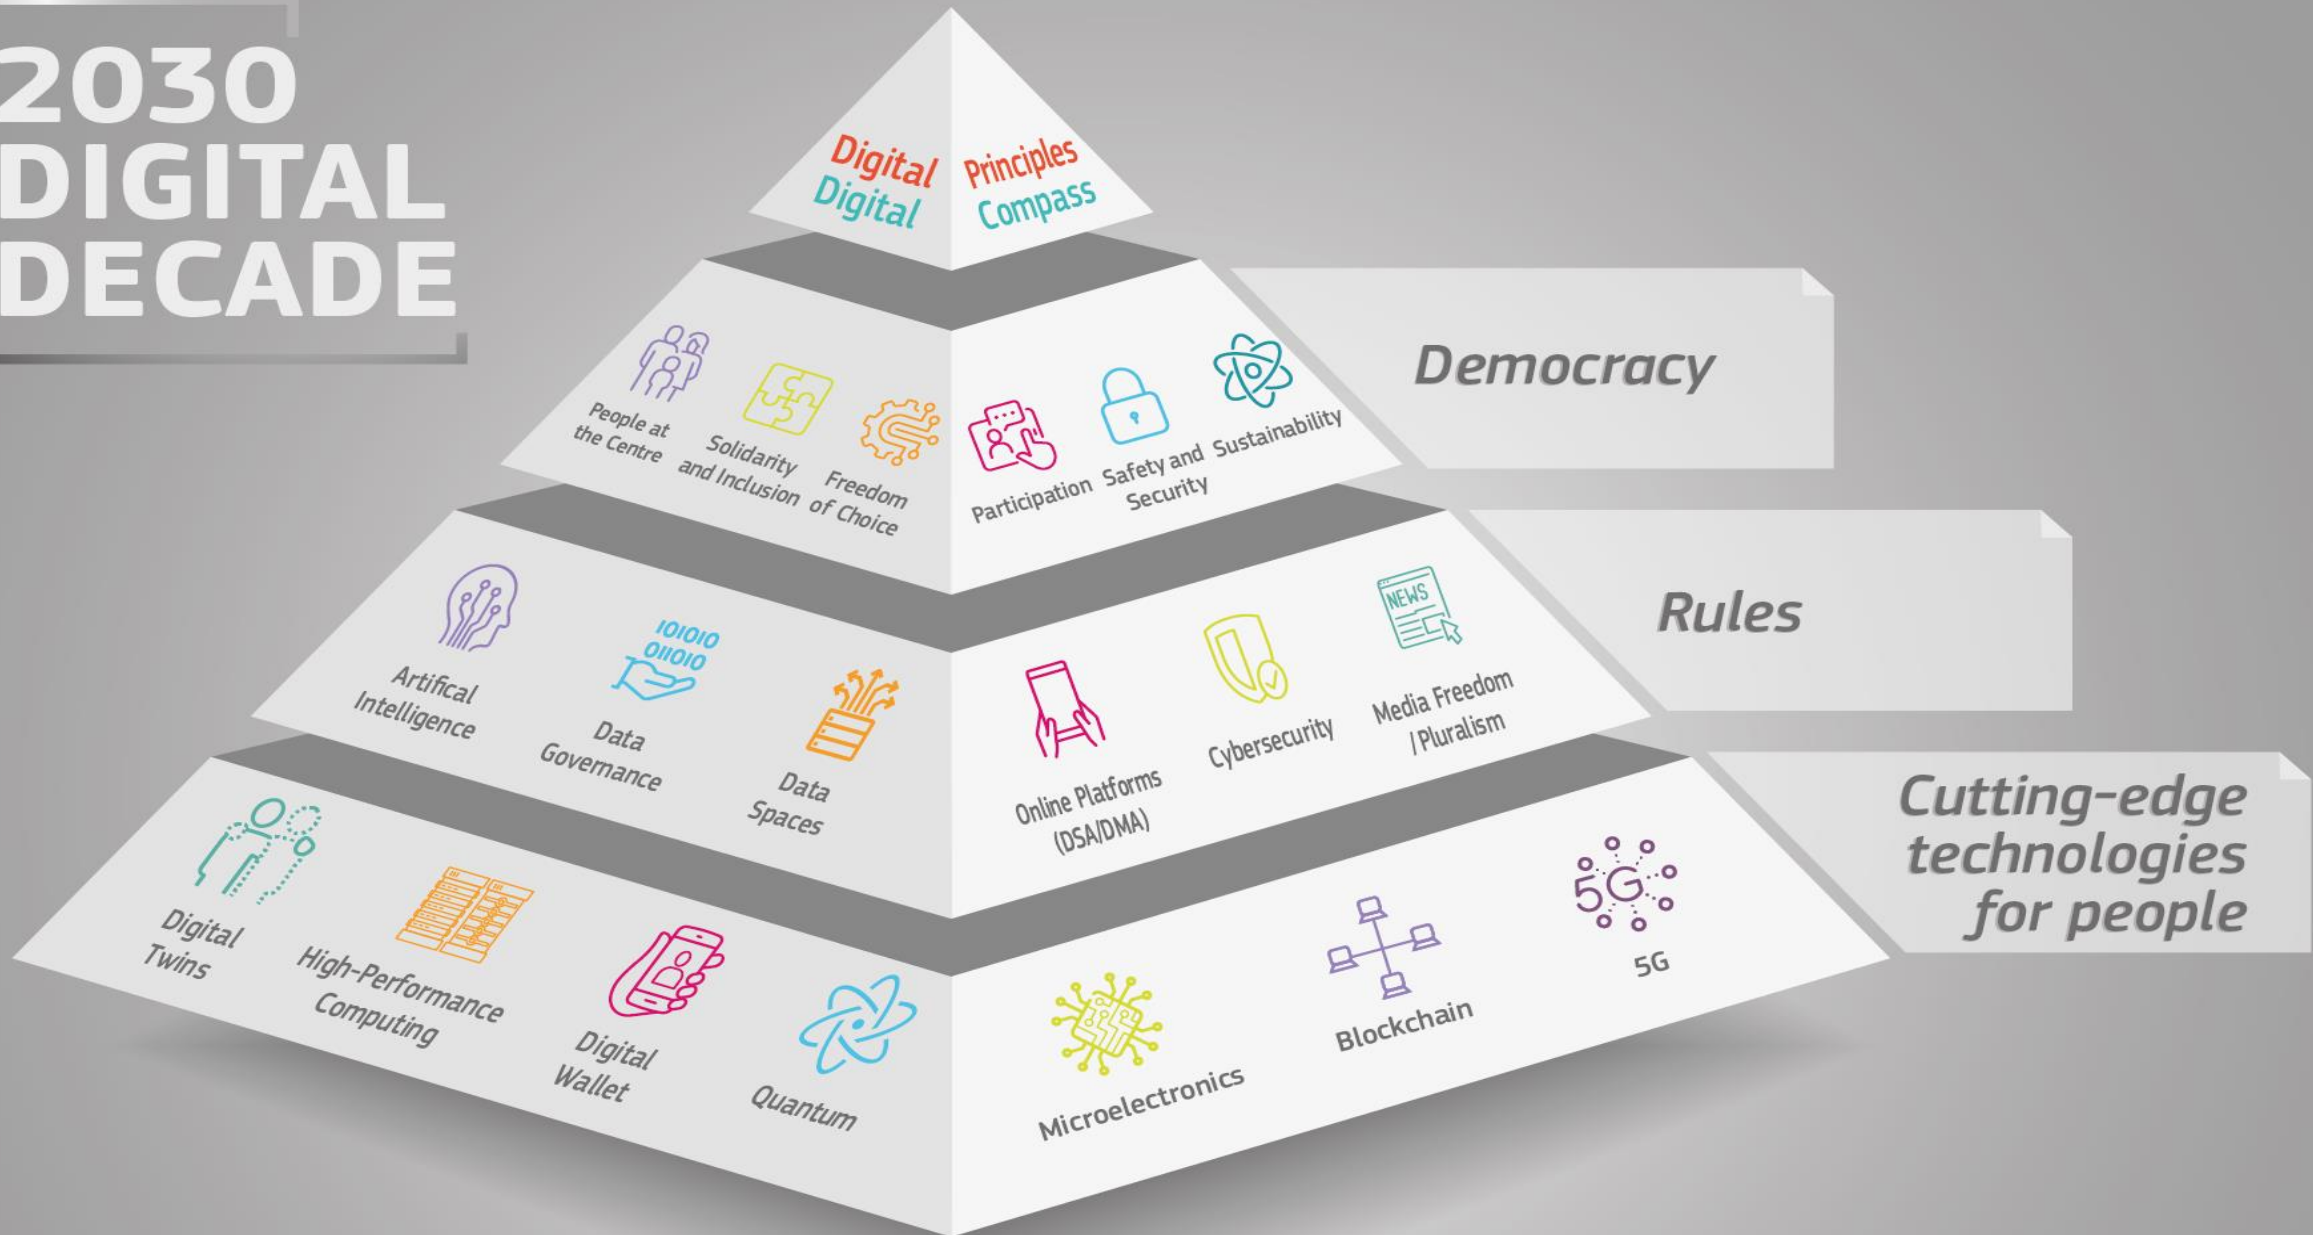 2030
DIGITAL
DECADE
Digital Principles
Digital Compass
People at
the Centre
Solidarity
and Inclusion
Freedom
of Choice
Participation
Safety and
Security
Sustainability
Democracy
Artifical
Intelligence
101010
011010
Data
Governance
Data
Spaces
Online Platforms
(DSA/DMA)
Cybersecurity
NEWS
Media Freedom
/Pluralism
Rules
Digital
Twins
High-Performance
Computing
Digital
Wallet
Quantum
Microelectronics
Blockchain
5G
5G
Cutting-edge
technologies
for people